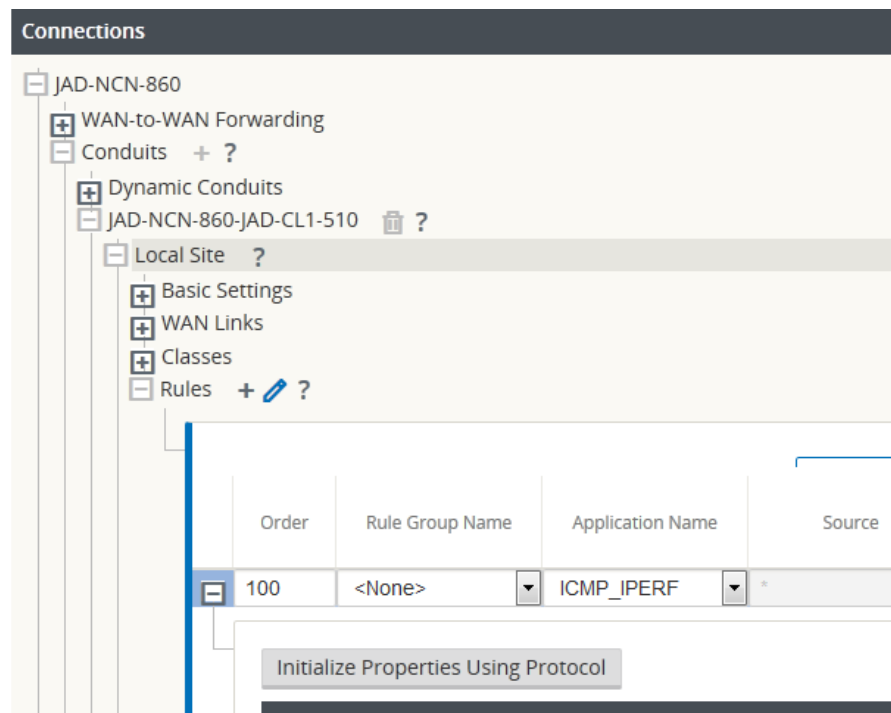 Connections
JAD-NCN-860
WAN-to-WAN Forwarding
Conduits + ?
Dynamic Conduits
JAD-NCN-860-JAD-CL1-510 ?
Local Site ?
Basic Settings
WAN Links
Classes
Rules + ?
Order Rule Group Name Application Name Source
100 <None> ICMP_IPERF *
Initialize Properties Using Protocol